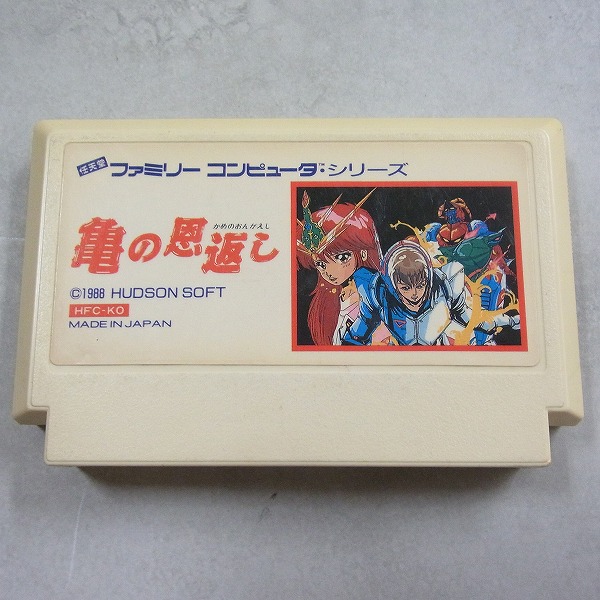 任天堂 ファミリー コンピュータ™・シリーズ
かめのおんがえし
亀の恩返し
©1988 HUDSON SOFT
HFC-KO
MADE IN JAPAN